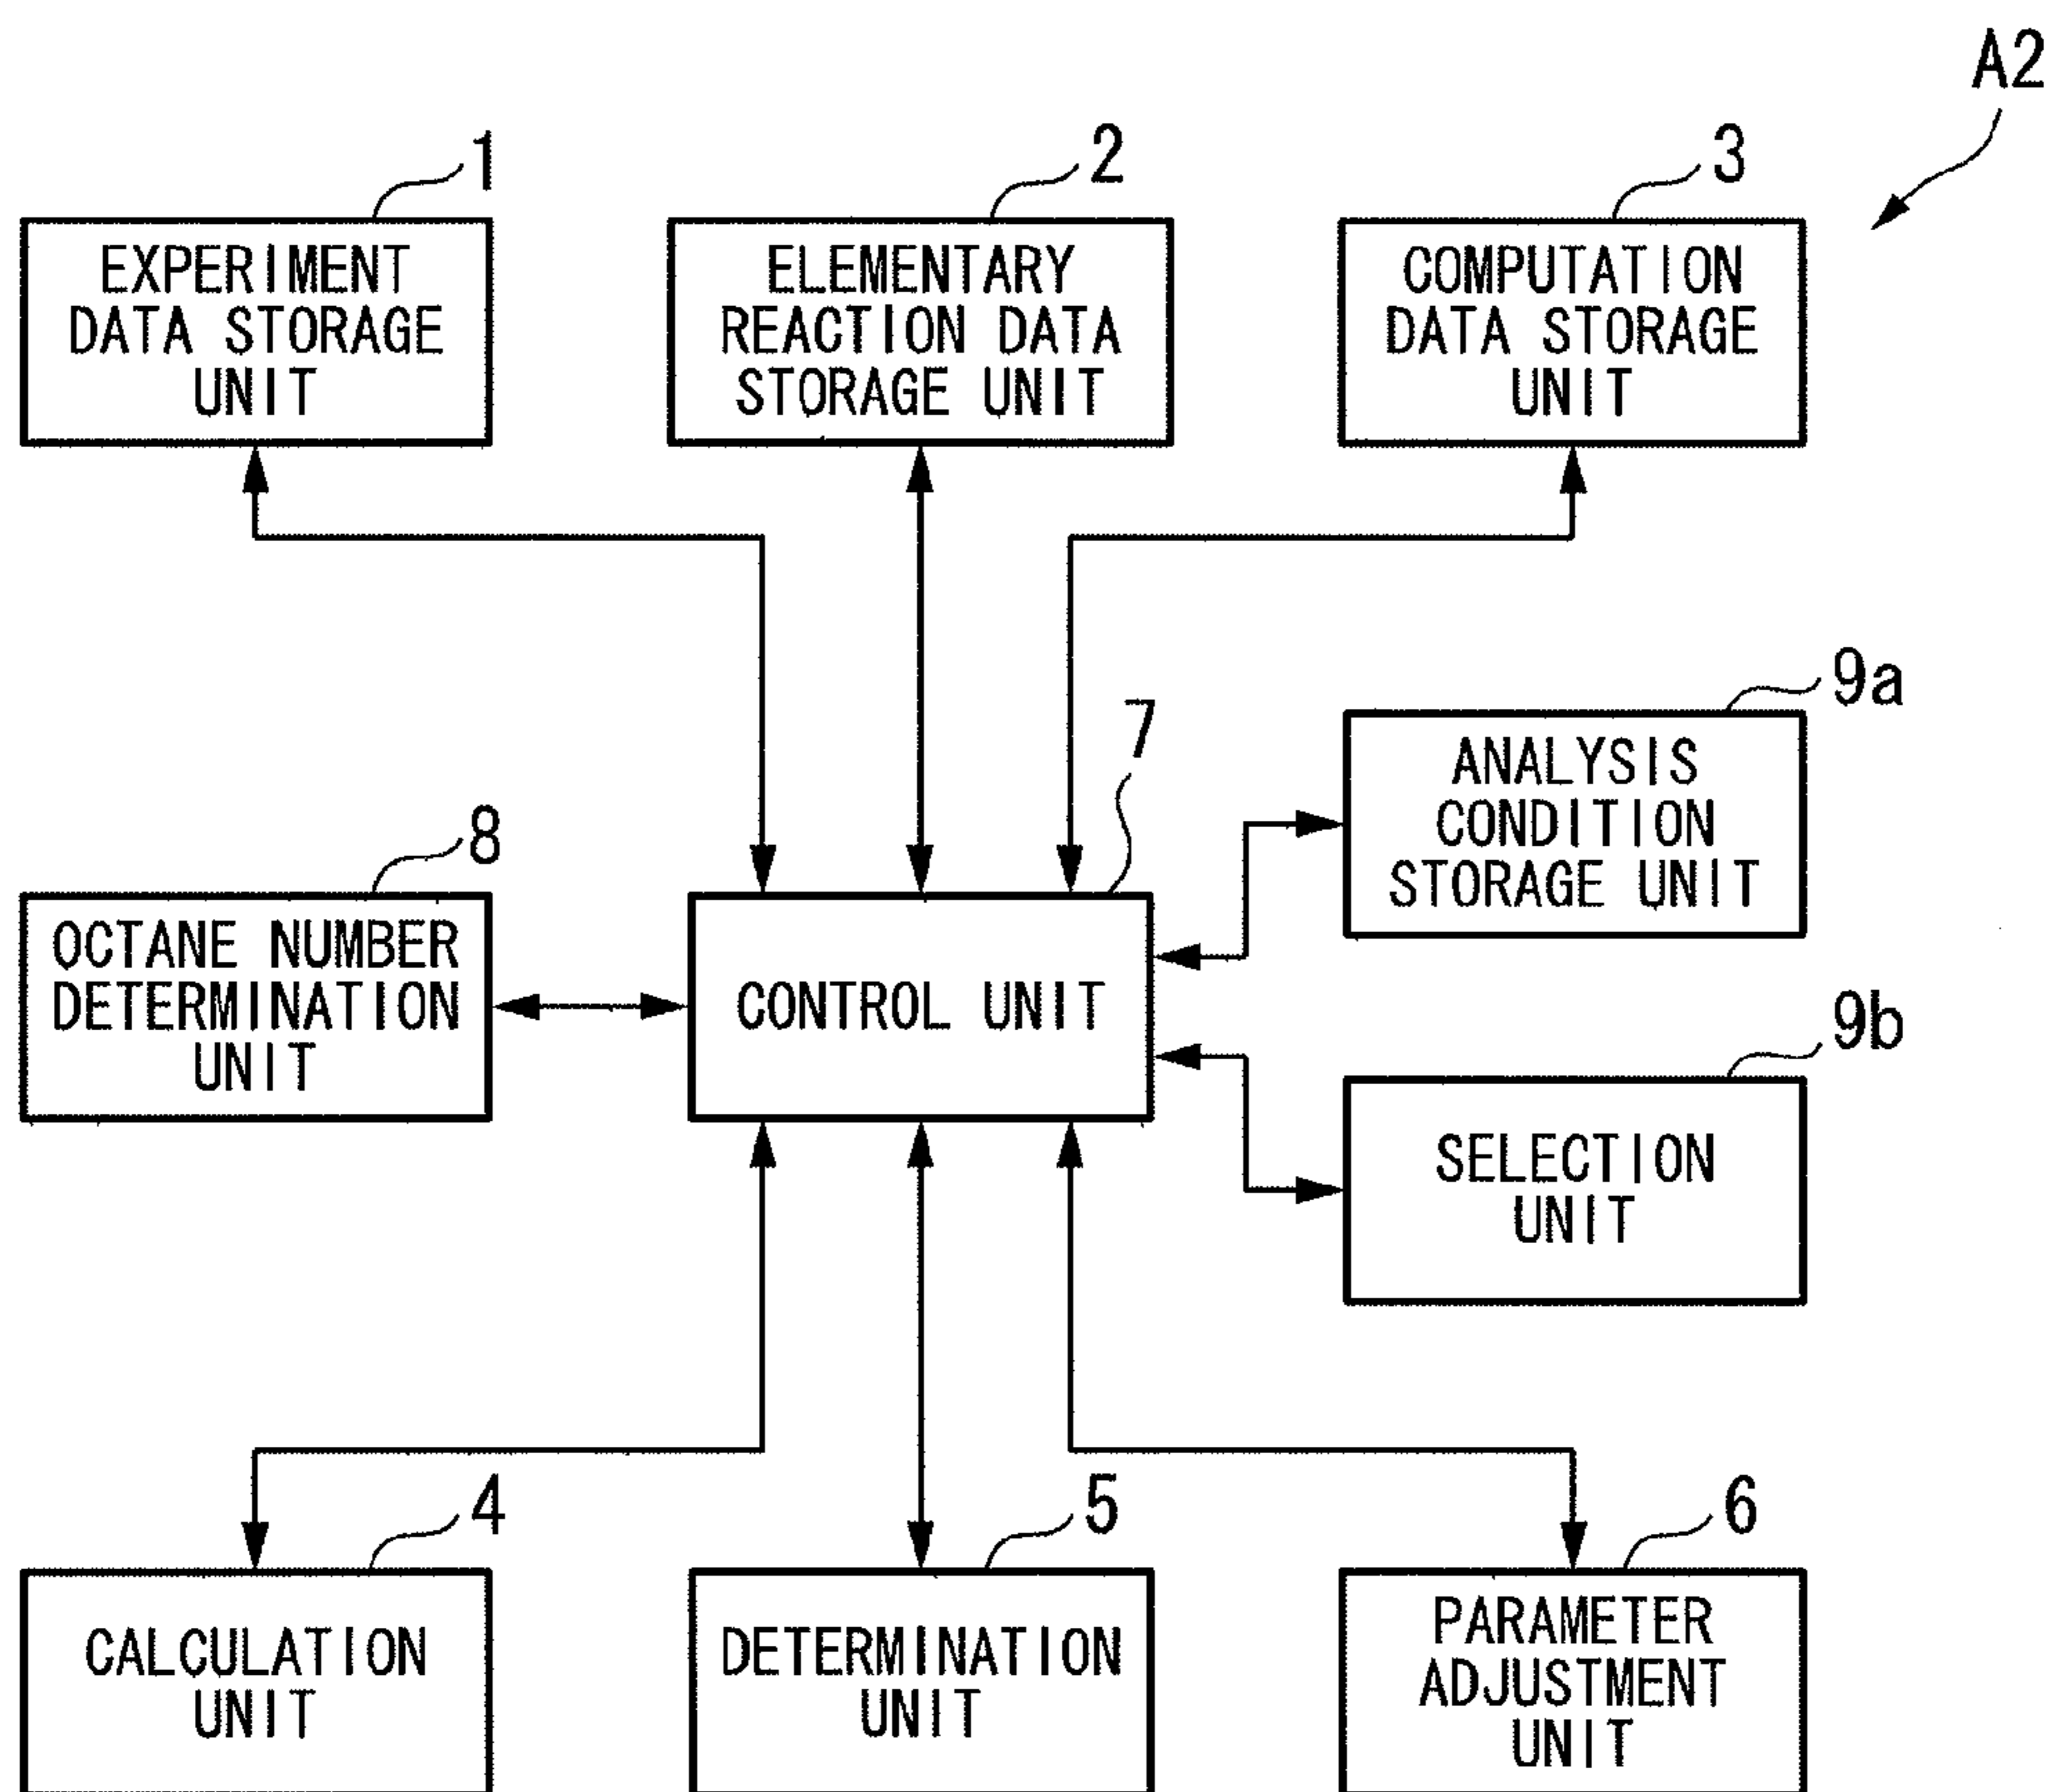 A2
1
EXPERIMENT
DATA STORAGE
UNIT
2
ELEMENTARY
REACTION DATA
STORAGE UNIT
3
COMPUTATION
DATA STORAGE
UNIT
9a
ANALYSIS
CONDITION
STORAGE UNIT
8
OCTANE NUMBER
DETERMINATION
UNIT
7
CONTROL UNIT
9b
SELECTION
UNIT
4
CALCULATION
UNIT
5
DETERMINATION
UNIT
6
PARAMETER
ADJUSTMENT
UNIT